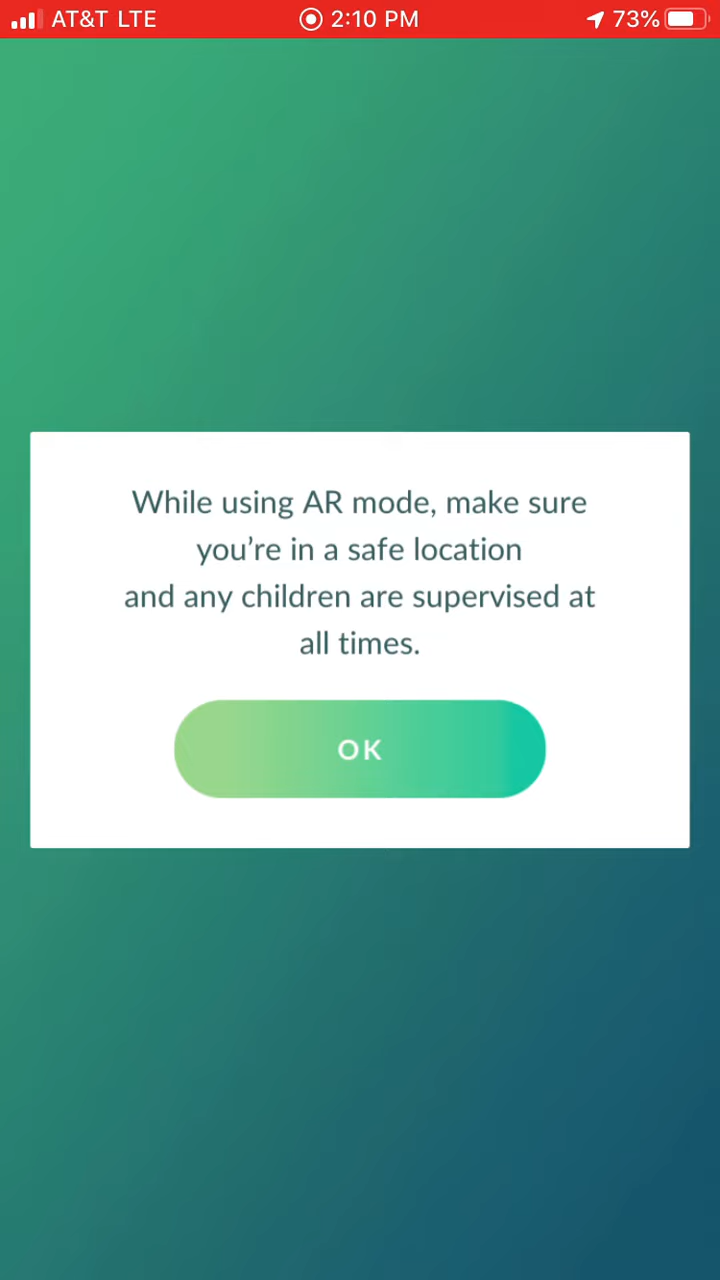 AT&T LTE 2:10 PM 73%
While using AR mode, make sure
you’re in a safe location
and any children are supervised at
all times.
OK